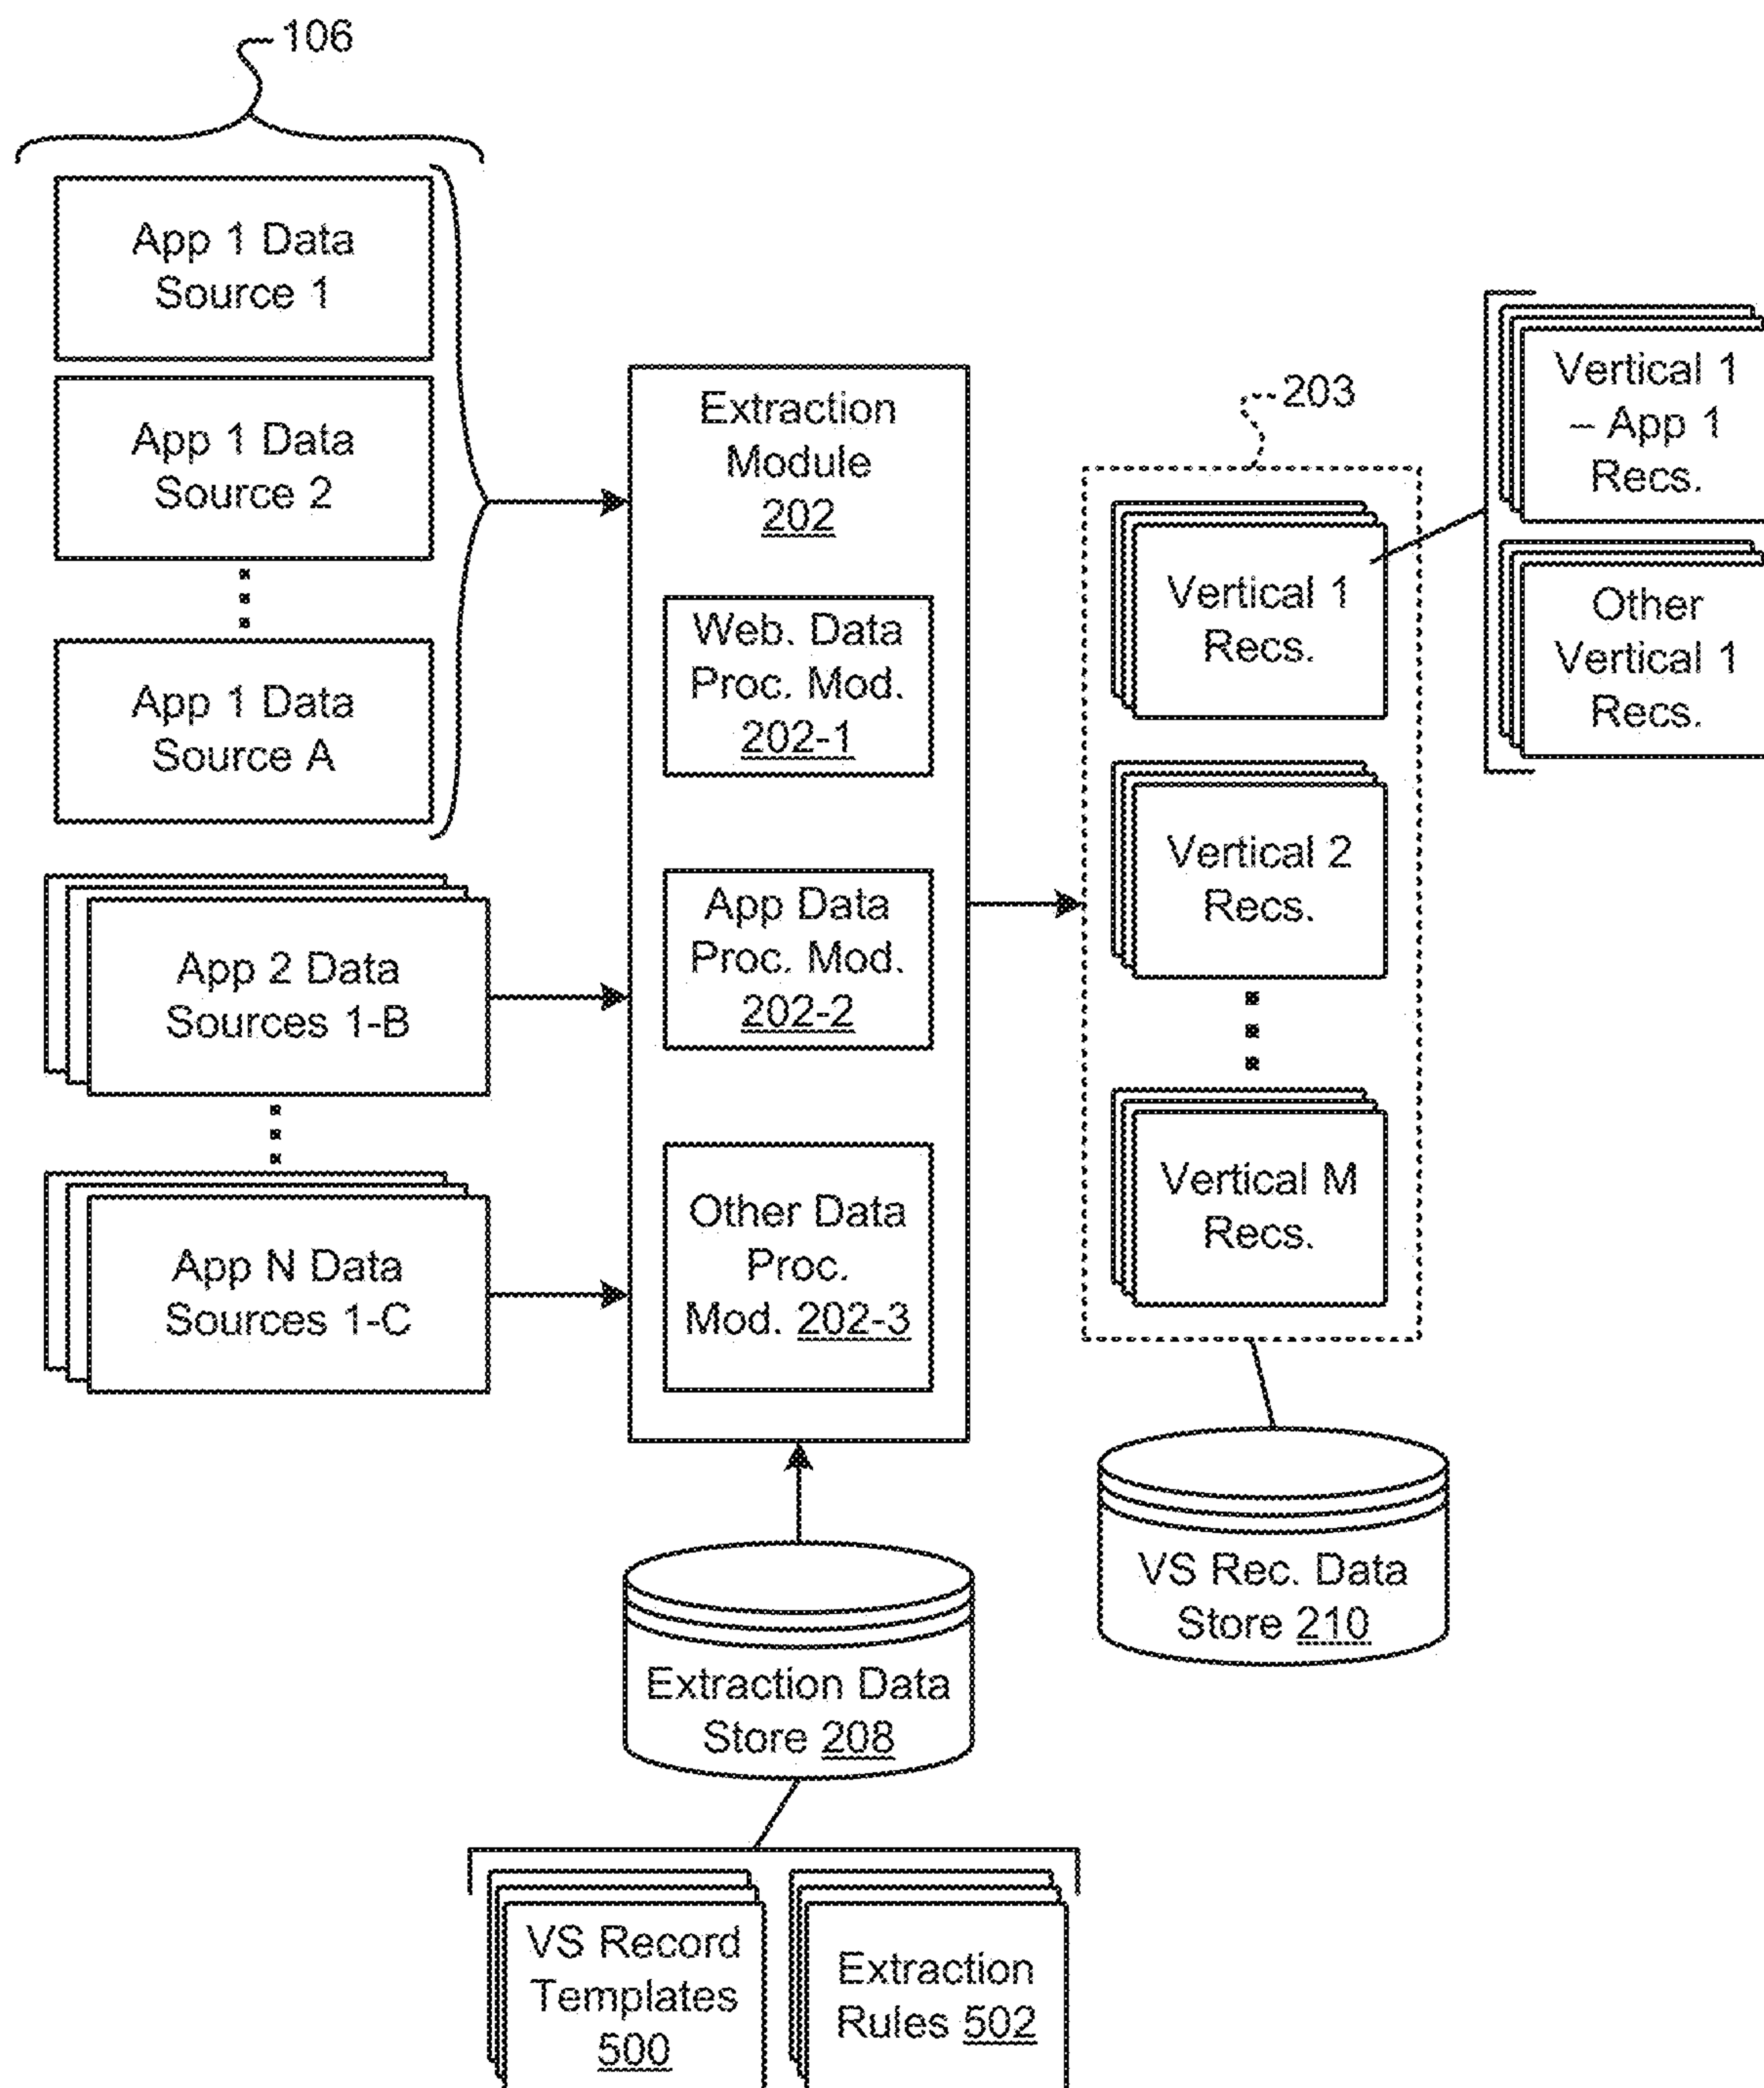 106
App 1 Data
Source 1
App 1 Data
Source 2
App 1 Data
Source A
App 2 Data
Sources 1-B
App N Data
Sources 1-C
Extraction
Module
202
Web. Data
Proc. Mod.
202-1
App Data
Proc. Mod.
202-2
Other Data
Proc.
Mod. 202-3
203
Vertical 1
Recs.
Vertical 2
Recs.
Vertical M
Recs.
Vertical 1
– App 1
Recs.
Other
Vertical 1
Recs.
VS Rec. Data
Store 210
Extraction Data
Store 208
VS Record
Templates
500
Extraction
Rules 502